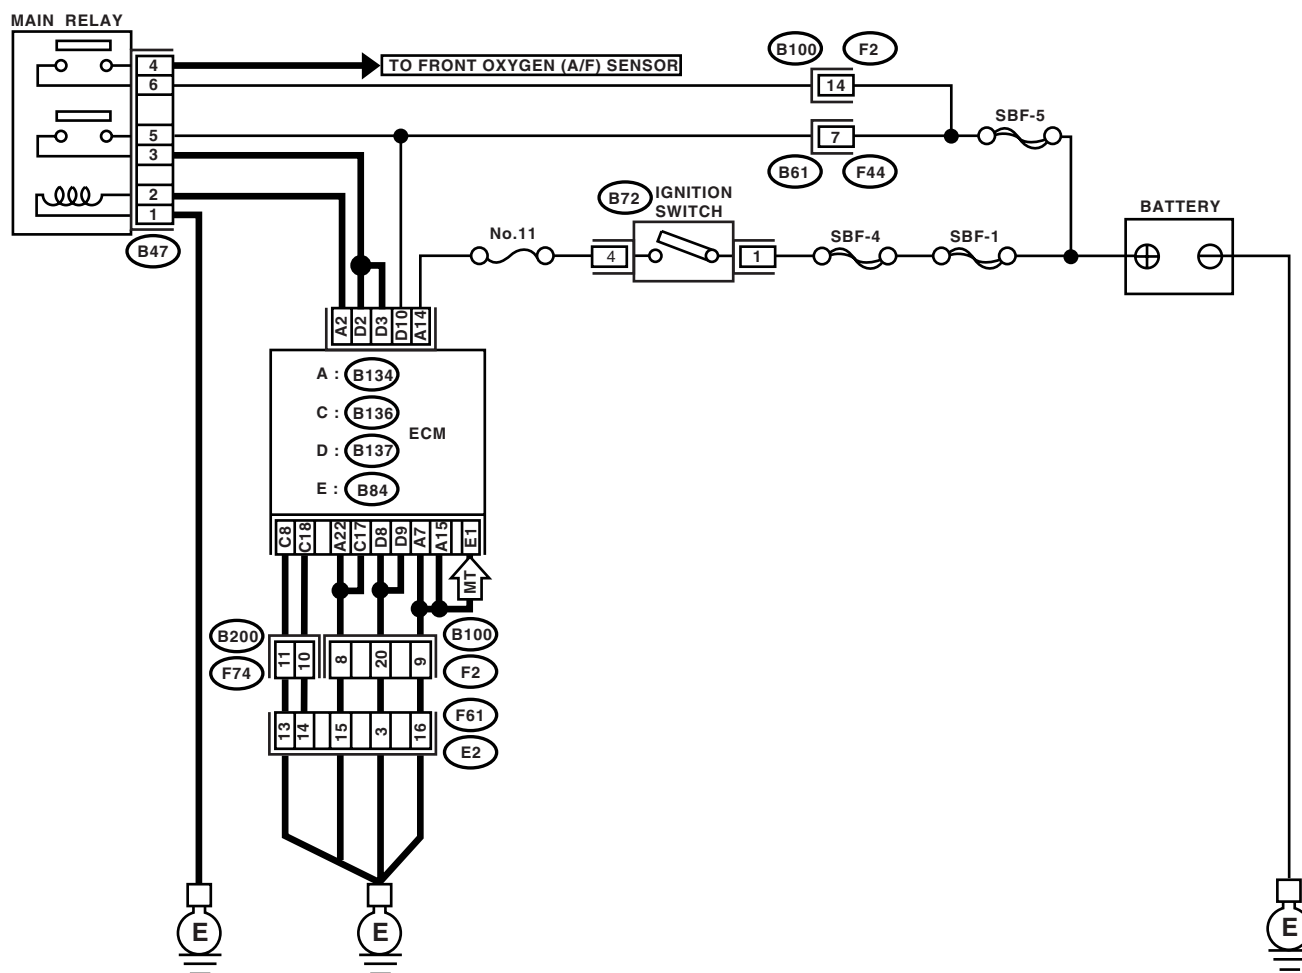 MAIN RELAY
4
6
5
3
2
1
B47
TO FRONT OXYGEN (A/F) SENSOR
B100
F2
14
SBF-5
7
B61
F44
B72
IGNITION
SWITCH
BATTERY
No.11
4
1
SBF-4
SBF-1
A2
D2
D3
D10
A14
A : B134
C : B136
D : B137
E : B84
ECM
C8
C18
A22
C17
D8
D9
A7
A15
E1
MT
B200
F74
11
10
8
20
9
B100
F2
13
14
15
3
16
F61
E2
E
E
E